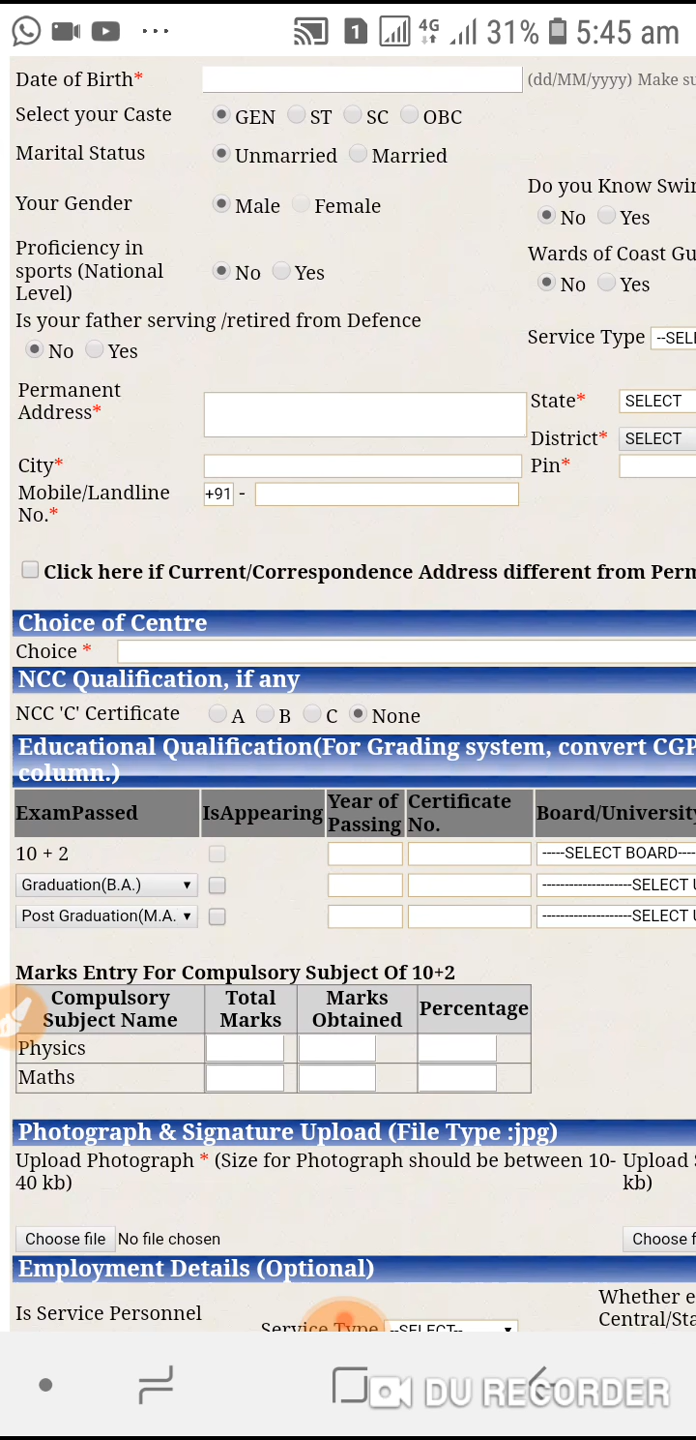 1 4G 31% 5:45 am
Date of Birth* (dd/MM/yyyy) Make
Select your Caste GEN ST SC OBC
Marital Status Unmarried Married
Do you Know
Your Gender Male Female
No Yes
Proficiency in
sports (National
Level)
No Yes
Wards of Coast
No Yes
Is your father serving /retired from Defence
No Yes
Service Type
Permanent
Address*
State* SELECT
District* SELECT
City* Pin*
Mobile/Landline
No.*
+91 -
Click here if Current/Correspondence Address different from
Choice of Centre
Choice *
NCC Qualification, if any
NCC 'C' Certificate A B C None
Educational Qualification(For Grading system, convert
column.)
ExamPassed IsAppearing Year of Passing Certificate No. Board/University
10 + 2 -----SELECT BOARD----
Graduation(B.A.) --------------------SELECT
Post Graduation(M.A. --------------------SELECT
Marks Entry For Compulsory Subject Of 10+2
Compulsory Subject Name Total Marks Marks Obtained Percentage
Physics
Maths
Photograph & Signature Upload (File Type :jpg)
Upload Photograph * (Size for Photograph should be between 10-
40 kb)
Upload
kb)
Choose file No file chosen Choose
Employment Details (Optional)
Is Service Personnel
Service Type --SELECT--
Whether
DU RECORDER